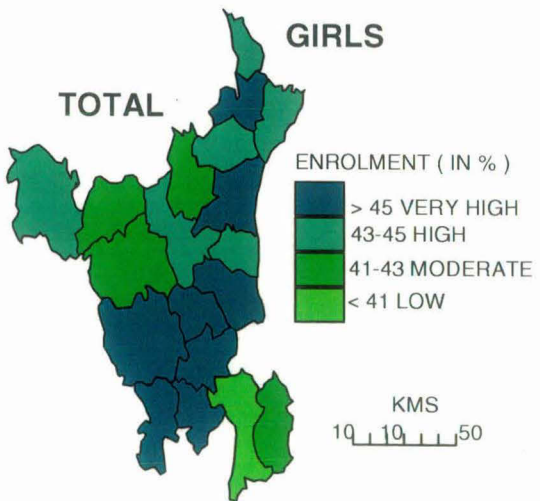 GIRLS
TOTAL
ENROLMENT ( IN % )
> 45 VERY HIGH
43-45 HIGH
41-43 MODERATE
< 41 LOW
KMS
10 10 50